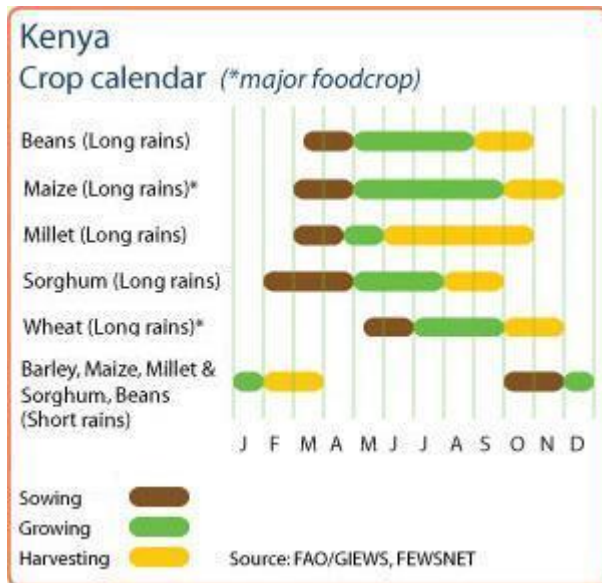 Kenya
Crop calendar (*major foodcrop)
Beans (Long rains)
Maize (Long rains)*
Millet (Long rains)
Sorghum (Long rains)
Wheat (Long rains)*
Barley, Maize, Millet &
Sorghum, Beans
(Short rains)
J F M A M J J A S O N D
Sowing
Growing
Harvesting
Source: FAO/GIEWS, FEWSNET